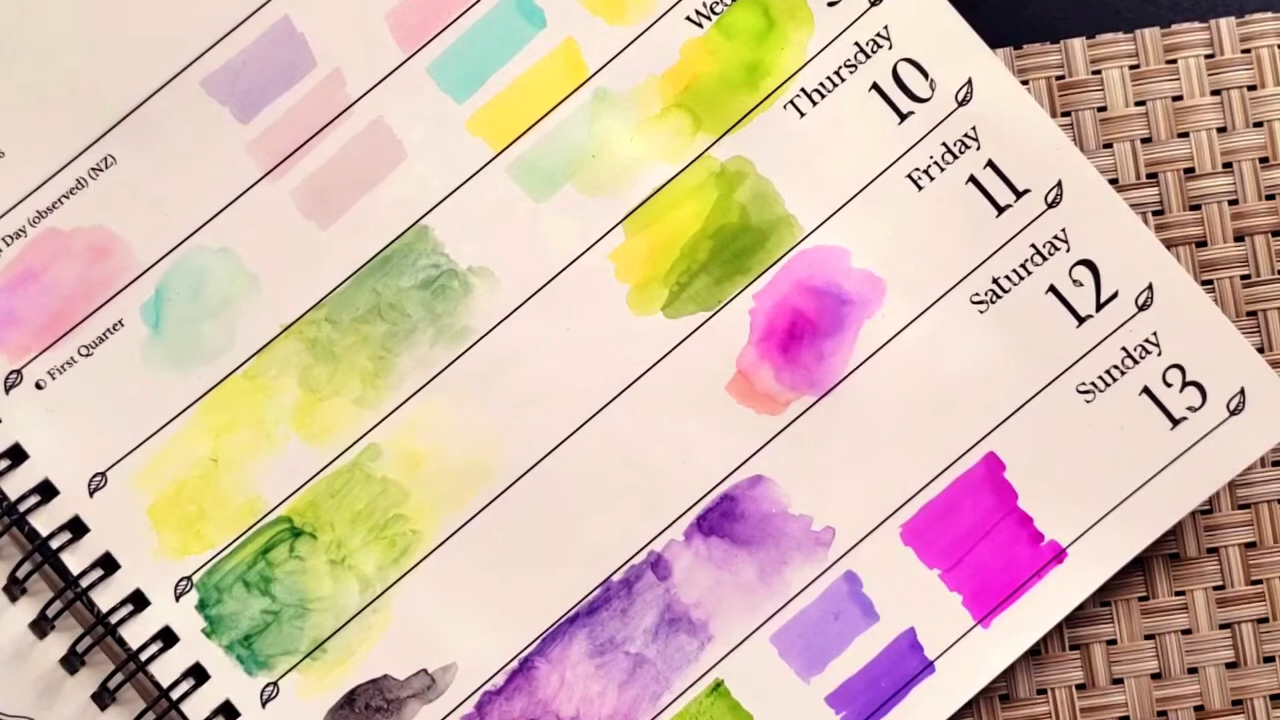 Day (observed) (NZ)
First Quarter
Thursday
10
Friday
11
Saturday
12
Sunday
13